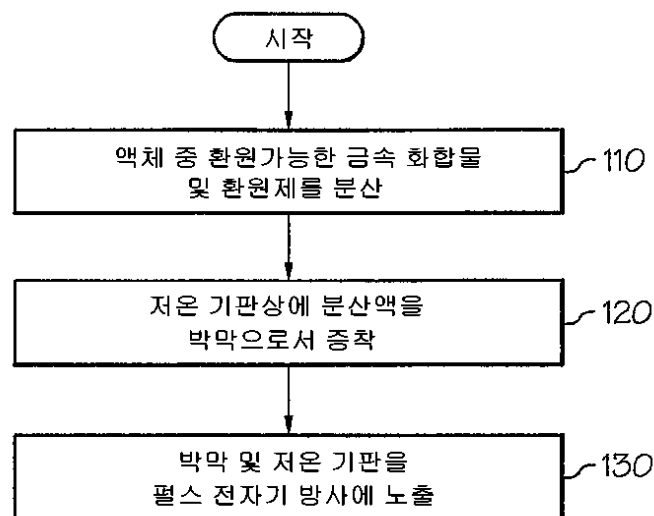 시작
액체 중 환원가능한 금속 화합물
및 환원제를 분산
110
저온 기판상에 분산액을
박막으로서 증착
120
박막 및 저온 기판을
펄스 전자기 방사에 노출
130